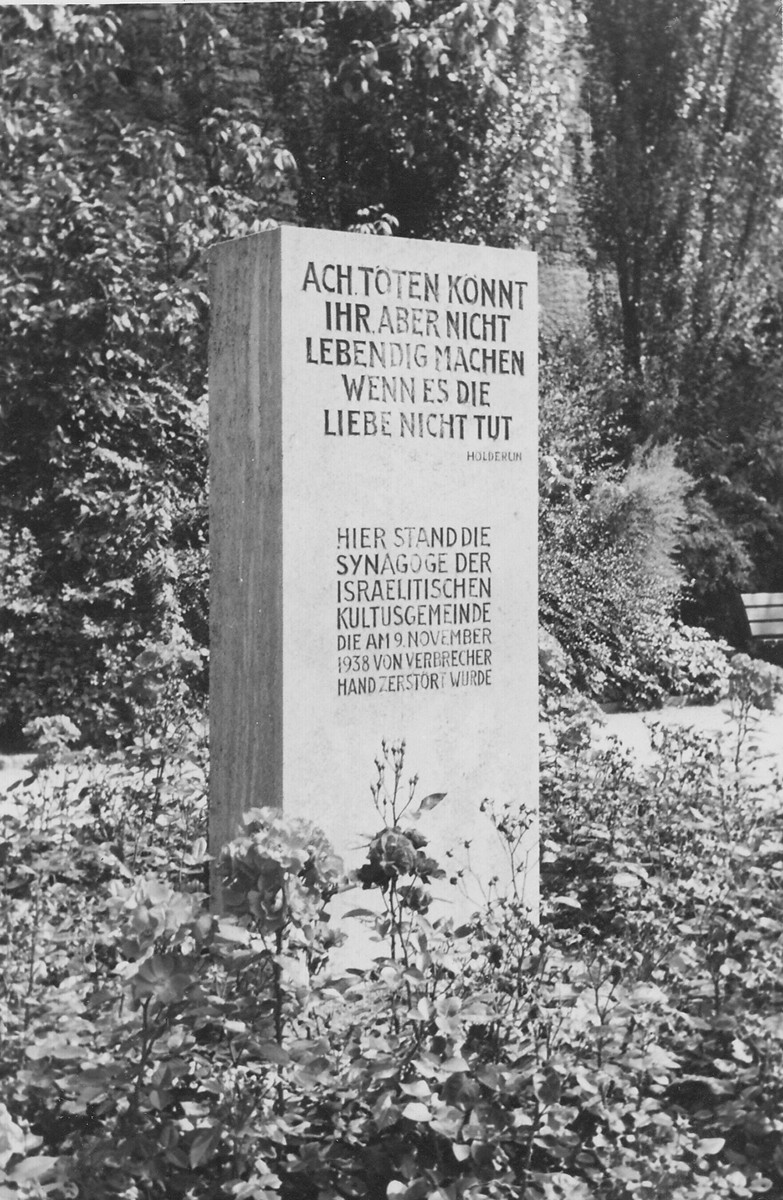 ACH.TÖTEN KÖNNT
IHR.ABER NICHT
LEBENDIG MACHEN
WENN ES DIE
LIEBE NICHT TUT
HÖLDERLIN
HIER STAND DIE
SYNAGOGE DER
ISRAELITISCHEN
KULTUSGEMEINDE
DIE AM 9.NOVEMBER
1938 VON VERBRECHER
HAND ZERSTÖRT WURDE